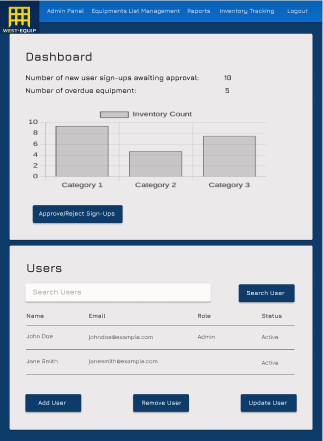 Admin Panel Equipments List Management Reports Inventory Tracking Logout
WEST-EQUIP
Dashboard
Number of new user sign-ups awaiting approval: 10
Number of overdue equipment: 5
Inventory Count
10
8
6
4
2
0
Category 1 Category 2 Category 3
Approve/Reject Sign-Ups
Users
Search Users
Search User
Name Email Role Status
John Doe johndoe@example.com Admin Active
Jane Smith janesmith@example.com Active
Add User Remove User Update User